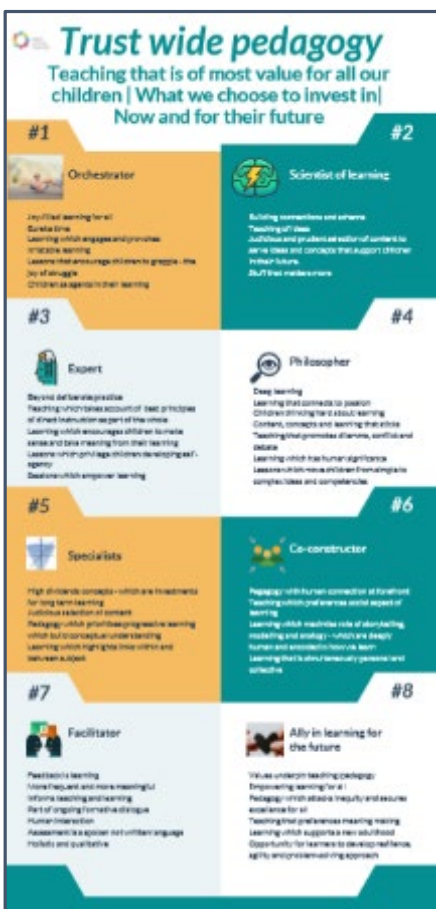 Trust wide pedagogy
Teaching that is of most value for all our
children | What we choose to invest in|
Now and for their future
#1
Orchestrator
Joy filled learning for all
Eureka time
Learning which engages and provokes
Irresistible learning
Lessons that encourage children to grapple - the
joy of struggle
Children as agents in their learning
#2
Scientist of learning
Building connections and schema
Teaching of ideas
Judicious and prudent selection of content to
serve ideas and concepts that support children
in their future.
Stuff that matters more
#3
Expert
Beyond deliberate practice
Teaching which takes account of best principles
of direct instruction as part of the whole
Learning which encourages children to make
sense and take meaning from their learning
Lessons which privilege children developing self-
agency
Sessions which empower learning
#4
Philosopher
Deep learning
Learning that connects to passion
Children thinking hard about learning
Content, concepts and learning that sticks
Teaching that promotes dilemma, conflict and
debate
Learning which has human significance
Lessons which move children from simple to
complex ideas and competencies
#5
Specialists
High dividends concepts - which are investments
for long term learning
Judicious selection of content
Pedagogy which prioritises progressive learning
which build conceptual understanding
Learning which highlights links within and
between subject
#6
Co-constructor
Pegagogy with human connection at forefront
Teaching which preferences social aspect of
learning
Learning which maximises role of storytelling,
modelling and analogy - which are deeply
human and encoded in how we learn
Learning that is simultaneously personal and
collective
#7
Facilitator
Feedback is learning
More frequent and more meaningful
Informs teaching and learning
Part of ongoing formative dialogue
Human interaction
Assessment is a spoken not written language
Holistic and qualitative
#8
Ally in learning for
the future
Values underpin teaching pedagogy
Empowering learning for all
Pedagogy which attacks inequity and secures
excellence for all
Teaching that preferences meaning making
Learning which supports a new adulthood
Opportunity for learners to develop resilience,
agility and problem-solving approach